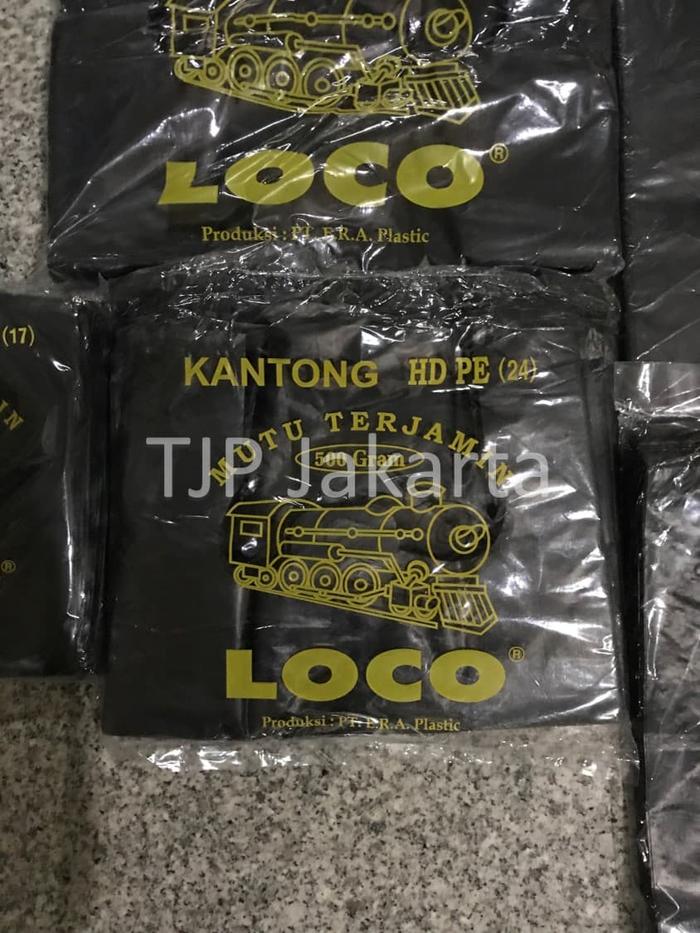 LOCO®
Produksi : PT. E.R.A. Plastic
(17)
KANTONG HD PE (24)
MUTU TERJAMIN
500 Gram
TJP Jakarta
LOCO®
Produksi : PT. E.R.A. Plastic
®